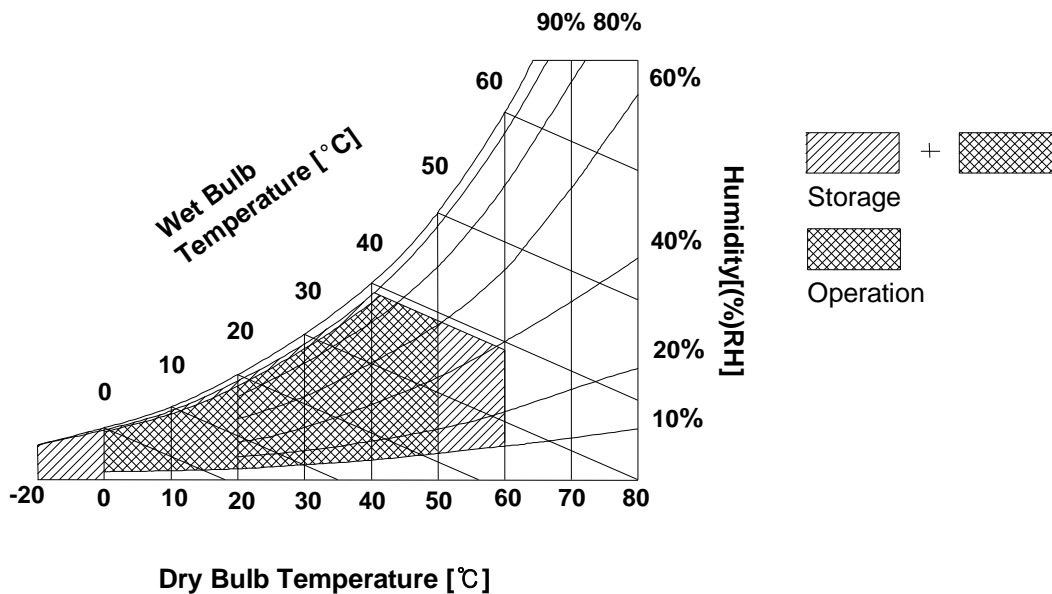 90% 80%
60
60%
50
Wet Bulb
Temperature [°C]
40
30
20
10
0
40%
20%
10%
Humidity[(%)RH]
-20 0 10 20 30 40 50 60 70 80
Dry Bulb Temperature [℃]
+
Storage
Operation